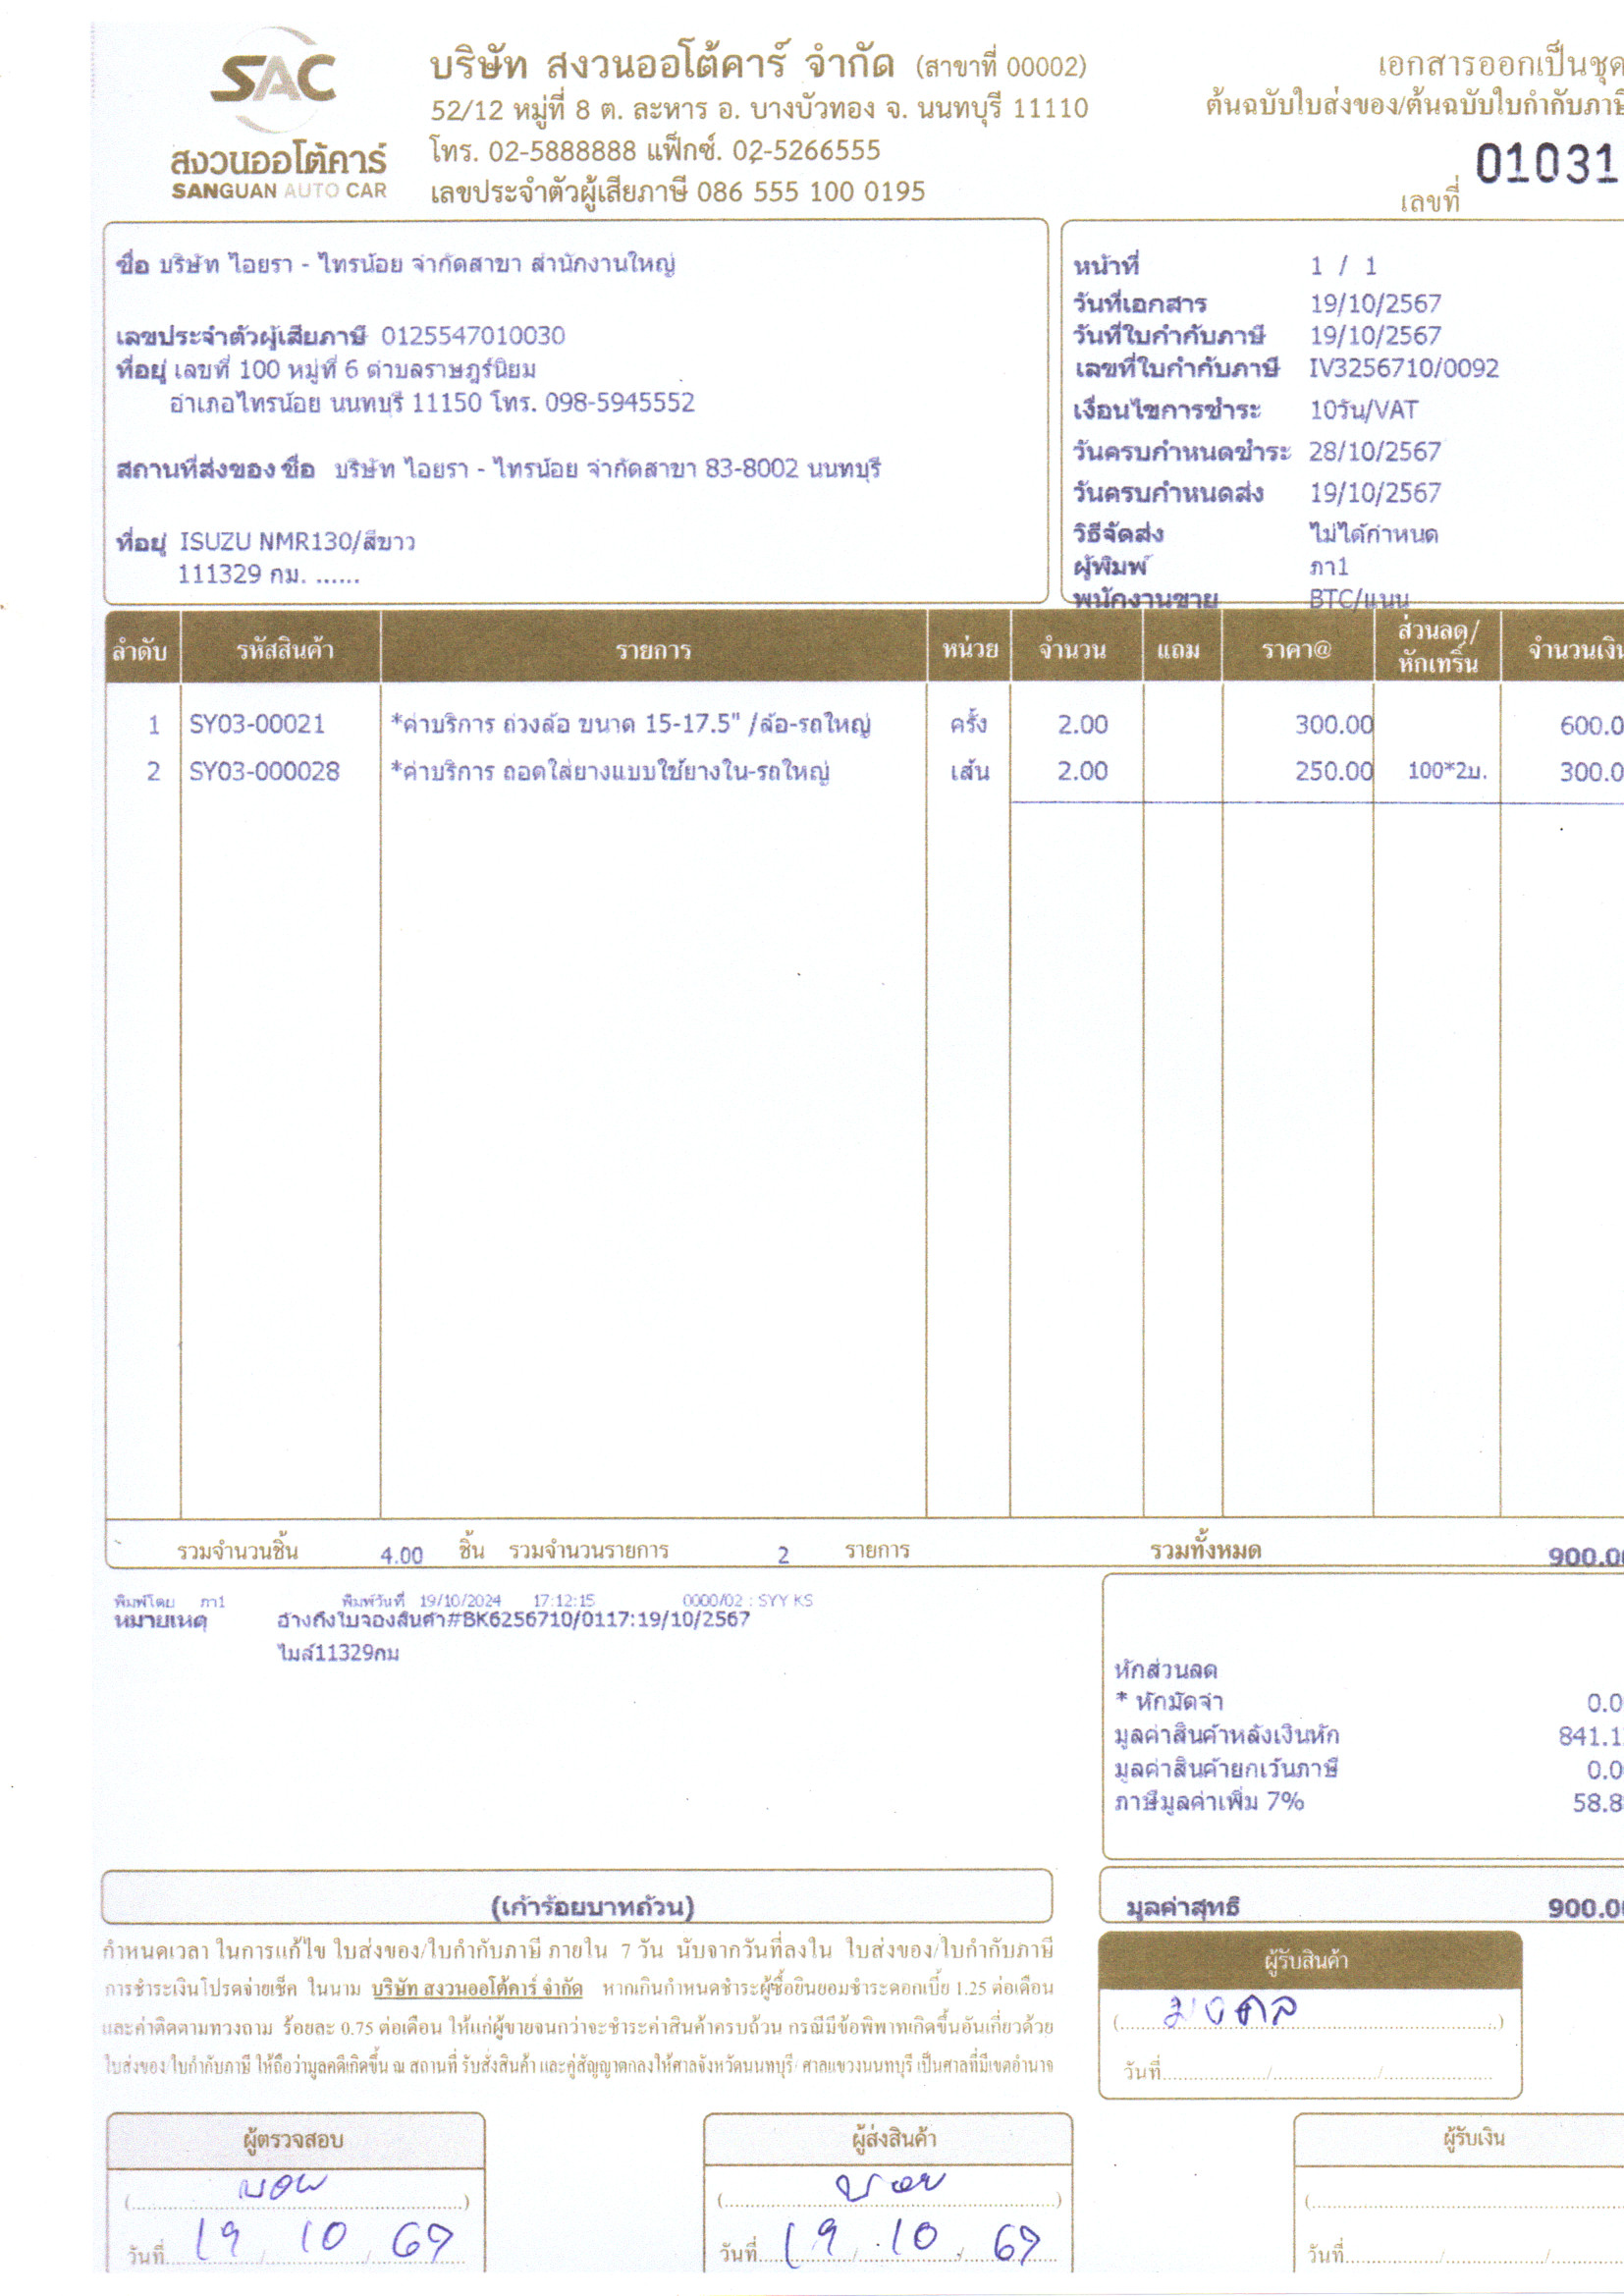 SAC
สงวนออโต้คาร์
SANGUAN AUTO CAR
บริษัท สงวนออโต้คาร์ จำกัด (สาขาที่ 00002)
52/12 หมู่ที่ 8 ต. ละหาร อ. บางบัวทอง จ. นนทบุรี 11110
โทร. 02-5888888 แฟ็กซ์. 02-5266555
เลขประจำตัวผู้เสียภาษี 086 555 100 0195
เอกสารออกเป็นชุด
ต้นฉบับใบส่งของ/ต้นฉบับใบกำกับภาษี
เลขที่ 01031
ชื่อ บริษัท ไอยรา - ไทรน้อย จำกัดสาขา สำนักงานใหญ่
เลขประจำตัวผู้เสียภาษี 0125547010030
ที่อยู่ เลขที่ 100 หมู่ที่ 6 ตำบลราษฎร์นิยม
อำเภอไทรน้อย นนทบุรี 11150 โทร. 098-5945552
สถานที่ส่งของ ชื่อ บริษัท ไอยรา - ไทรน้อย จำกัดสาขา 83-8002 นนทบุรี
ที่อยู่ ISUZU NMR130/สีขาว
111329 กม. ......
หน้าที่ 1 / 1
วันที่เอกสาร 19/10/2567
วันที่ใบกำกับภาษี 19/10/2567
เลขที่ใบกำกับภาษี IV3256710/0092
เงื่อนไขการชำระ 10วัน/VAT
วันครบกำหนดชำระ 28/10/2567
วันครบกำหนดส่ง 19/10/2567
วิธีจัดส่ง ไม่ได้กำหนด
ผู้พิมพ์ ภา1
พนักงานขาย BTC/แนน
ลำดับ รหัสสินค้า รายการ หน่วย จำนวน แถม ราคา@ ส่วนลด/หักเทริ์น จำนวนเงิน
1 SY03-00021 *ค่าบริการ ถ่วงล้อ ขนาด 15-17.5" /ล้อ-รถใหญ่ ครั้ง 2.00 300.00 600.0
2 SY03-000028 *ค่าบริการ ถอดใส่ยางแบบใช้ยางใน-รถใหญ่ เส้น 2.00 250.00 100*2บ. 300.0
รวมจำนวนชิ้น 4.00 ชิ้น รวมจำนวนรายการ 2 รายการ รวมทั้งหมด 900.00
พิมพ์โดย ภา1 พิมพ์วันที่ 19/10/2024 17:12:15 0000/02 : SYY KS
หมายเหตุ อ้างถึงใบจองสินค้า#BK6256710/0117:19/10/2567
ไมล์11329กม
หักส่วนลด
* หักมัดจำ 0.0
มูลค่าสินค้าหลังเงินหัก 841.1
มูลค่าสินค้ายกเว้นภาษี 0.0
ภาษีมูลค่าเพิ่ม 7% 58.8
(เก้าร้อยบาทถ้วน)
มูลค่าสุทธิ 900.00
กำหนดเวลา ในการแก้ไข ใบส่งของ/ใบกำกับภาษี ภายใน 7 วัน นับจากวันที่ลงใน ใบส่งของ/ใบกำกับภาษี
การชำระเงินโปรดจ่ายเช็ค ในนาม บริษัท สงวนออโต้คาร์ จำกัด หากเกินกำหนดชำระผู้ซื้อยินยอมชำระดอกเบี้ย 1.25 ต่อเดือน
และค่าติดตามทวงถาม ร้อยละ 0.75 ต่อเดือน ให้แก่ผู้ขายจนกว่าจะชำระค่าสินค้าครบถ้วน กรณีมีข้อพิพาทเกิดขึ้นอันเกี่ยวด้วย
ใบส่งของ/ใบกำกับภาษี ให้ถือว่ามูลคดีเกิดขึ้น ณ สถานที่ รับสั่งสินค้า และคู่สัญญาตกลงให้ศาลจังหวัดนนทบุรี/ ศาลแขวงนนทบุรี เป็นศาลที่มีเขตอำนาจ
ผู้รับสินค้า
(มงคล)
วันที่ / /
ผู้ตรวจสอบ
วันที่ 19 / 10 / 67
ผู้ส่งสินค้า
วันที่ 19 / 10 / 67
ผู้รับเงิน
วันที่ / /